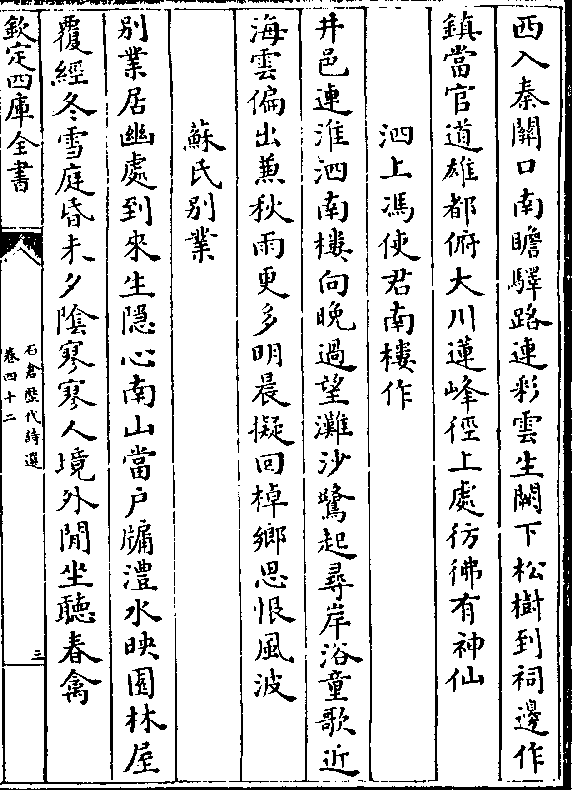 西入秦關口南瞻驛路連彩雲生闕下松樹到祠邊作
鎮當官道雄都俯大川蓮峰徑上處彷彿有神仙
泗上馮使君南樓作
井邑連淮泗南樓向晚過望灘沙鷺起尋岸浴童歌近
海雲偏出蒹秋雨更多明晨擬回棹鄉思恨風波
蘇氏別業
別業居幽處到來生隱心南山當戶牖澧水映園林屋
覆經冬雪庭昏未夕陰寥寥人境外閒坐聽春禽
欽定四庫全書
石倉歷代詩選
卷四十二
三